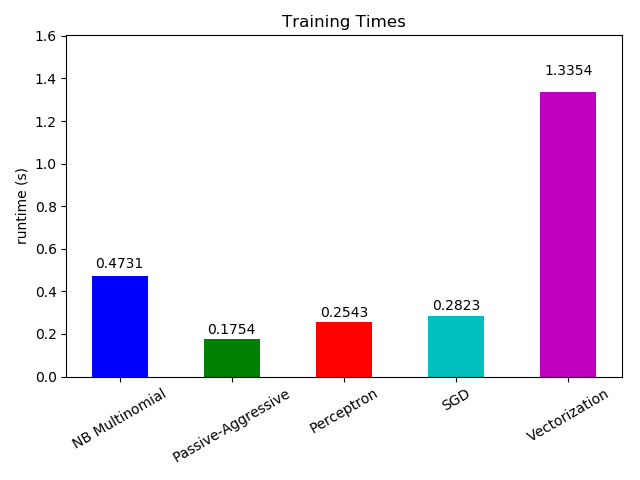 Training Times
runtime (s)
1.6
1.4
1.2
1.0
0.8
0.6
0.4
0.2
0.0
0.4731
0.1754
0.2543
0.2823
1.3354
NB Multinomial
Passive-Aggressive
Perceptron
SGD
Vectorization